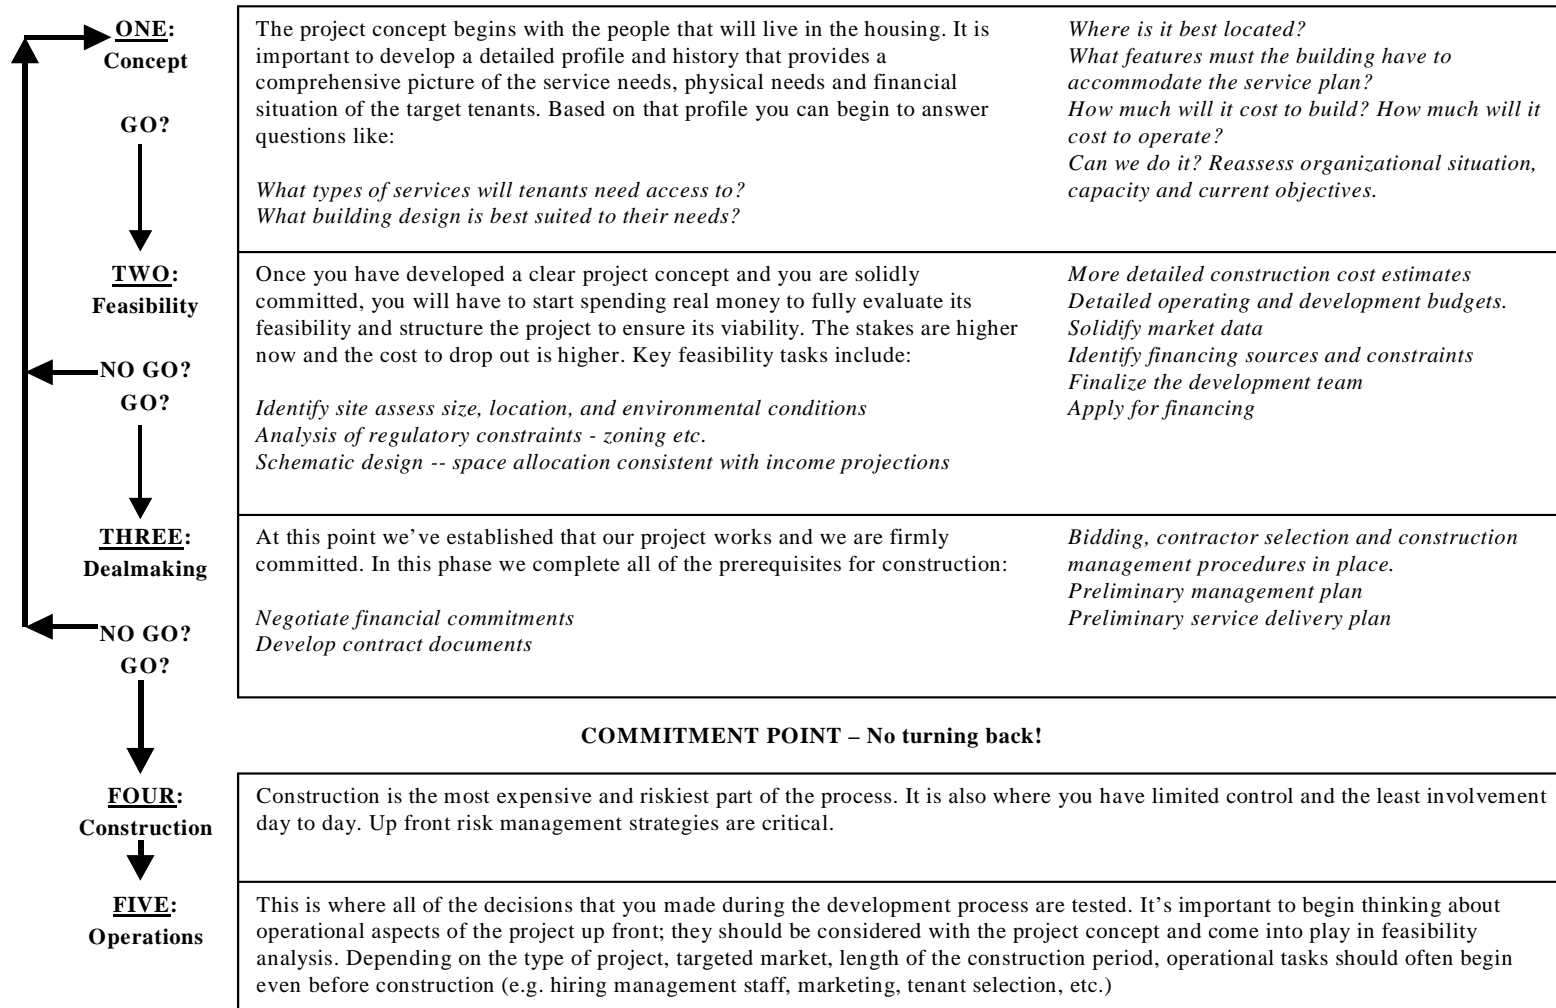 ONE:
Concept
GO?
The project concept begins with the people that will live in the housing. It is
important to develop a detailed profile and history that provides a
comprehensive picture of the service needs, physical needs and financial
situation of the target tenants. Based on that profile you can begin to answer
questions like:
What types of services will tenants need access to?
What building design is best suited to their needs?
Where is it best located?
What features must the building have to
accommodate the service plan?
How much will it cost to build? How much will it
cost to operate?
Can we do it? Reassess organizational situation,
capacity and current objectives.
TWO:
Feasibility
NO GO?
GO?
Once you have developed a clear project concept and you are solidly
committed, you will have to start spending real money to fully evaluate its
feasibility and structure the project to ensure its viability. The stakes are higher
now and the cost to drop out is higher. Key feasibility tasks include:
Identify site assess size, location, and environmental conditions
Analysis of regulatory constraints - zoning etc.
Schematic design -- space allocation consistent with income projections
More detailed construction cost estimates
Detailed operating and development budgets.
Solidify market data
Identify financing sources and constraints
Finalize the development team
Apply for financing
THREE:
Dealmaking
NO GO?
GO?
At this point we've established that our project works and we are firmly
committed. In this phase we complete all of the prerequisites for construction:
Negotiate financial commitments
Develop contract documents
Bidding, contractor selection and construction
management procedures in place.
Preliminary management plan
Preliminary service delivery plan
COMMITMENT POINT – No turning back!
FOUR:
Construction
Construction is the most expensive and riskiest part of the process. It is also where you have limited control and the least involvement
day to day. Up front risk management strategies are critical.
FIVE:
Operations
This is where all of the decisions that you made during the development process are tested. It's important to begin thinking about
operational aspects of the project up front; they should be considered with the project concept and come into play in feasibility
analysis. Depending on the type of project, targeted market, length of the construction period, operational tasks should often begin
even before construction (e.g. hiring management staff, marketing, tenant selection, etc.)